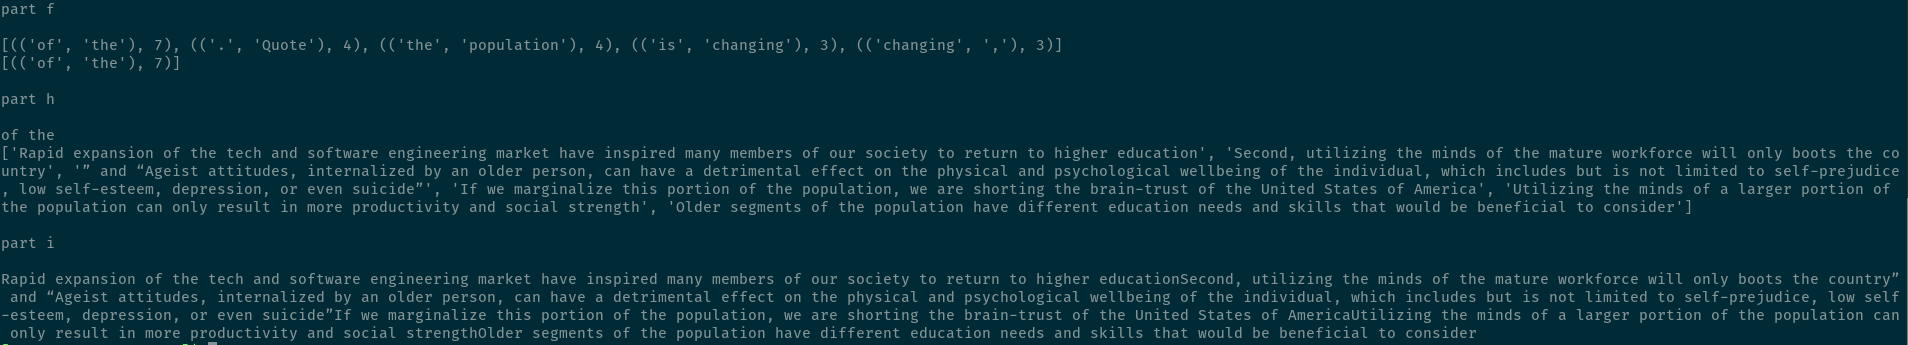 part f
[(('of', 'the'), 7), (('.', 'Quote'), 4), (('the', 'population'), 4), (('is', 'changing'), 3), (('changing', ','), 3)]
[(('of', 'the'), 7)]
part h
of the
['Rapid expansion of the tech and software engineering market have inspired many members of our society to return to higher education', 'Second, utilizing the minds of the mature workforce will only boots the co
untry', '” and “Ageist attitudes, internalized by an older person, can have a detrimental effect on the physical and psychological wellbeing of the individual, which includes but is not limited to self-prejudice
, low self-esteem, depression, or even suicide”', 'If we marginalize this portion of the population, we are shorting the brain-trust of the United States of America', 'Utilizing the minds of a larger portion of
the population can only result in more productivity and social strength', 'Older segments of the population have different education needs and skills that would be beneficial to consider']
part i
Rapid expansion of the tech and software engineering market have inspired many members of our society to return to higher educationSecond, utilizing the minds of the mature workforce will only boots the country”
and “Ageist attitudes, internalized by an older person, can have a detrimental effect on the physical and psychological wellbeing of the individual, which includes but is not limited to self-prejudice, low self
-esteem, depression, or even suicide”If we marginalize this portion of the population, we are shorting the brain-trust of the United States of AmericaUtilizing the minds of a larger portion of the population can
only result in more productivity and social strengthOlder segments of the population have different education needs and skills that would be beneficial to consider